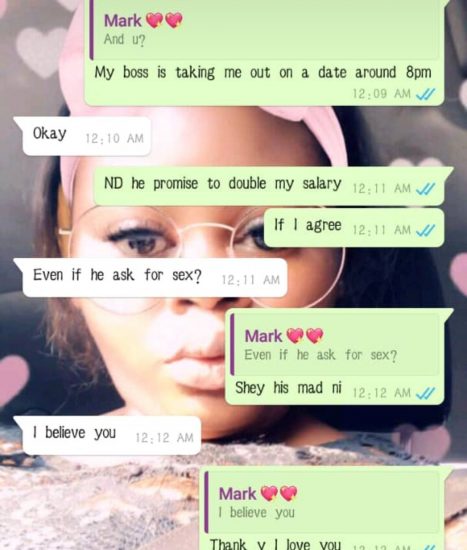 Mark 💖💖
And u?
My boss is taking me out on a date around 8pm
12:09 AM
Okay 12:10 AM
ND he promise to double my salary 12:11 AM
If I agree 12:11 AM
Even if he ask for sex? 12:11 AM
Mark 💖💖
Even if he ask for sex?
Shey his mad ni 12:12 AM
I believe you 12:12 AM
Mark 💖💖
I believe you
Thank y I love you 12:12 AM